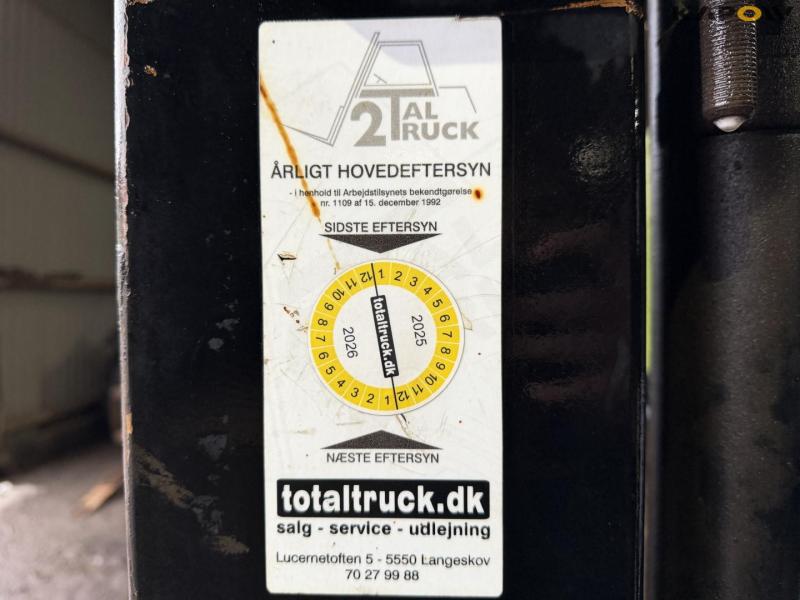 2TAL
TRUCK
ÅRLIGT HOVEDEFTERSYN
- i henhold til Arbejdstilsynets bekendtgørelse
nr. 1109 af 15. december 1992
SIDSTE EFTERSYN
1 2 3 4 5 6 7 8 9 10 11 12
2025
totaltruck.dk
2026
1 2 3 4 5 6 7 8 9 10 11 12
NÆSTE EFTERSYN
totaltruck.dk
salg - service - udlejning
Lucernetoften 5 - 5550 Langeskov
70 27 99 88